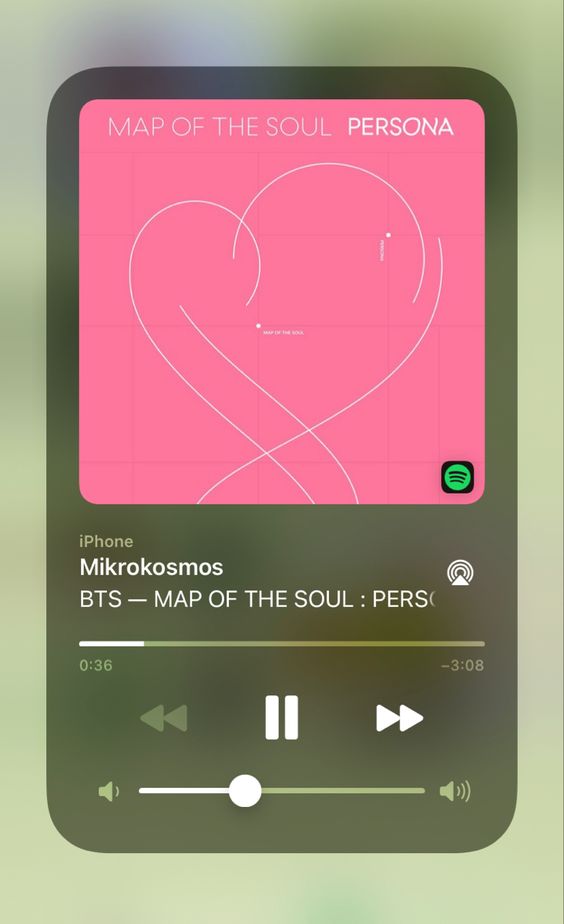 MAP OF THE SOUL PERSONA
PERSONA
MAP OF THE SOUL
iPhone
Mikrokosmos
BTS — MAP OF THE SOUL : PERS
0:36 –3:08